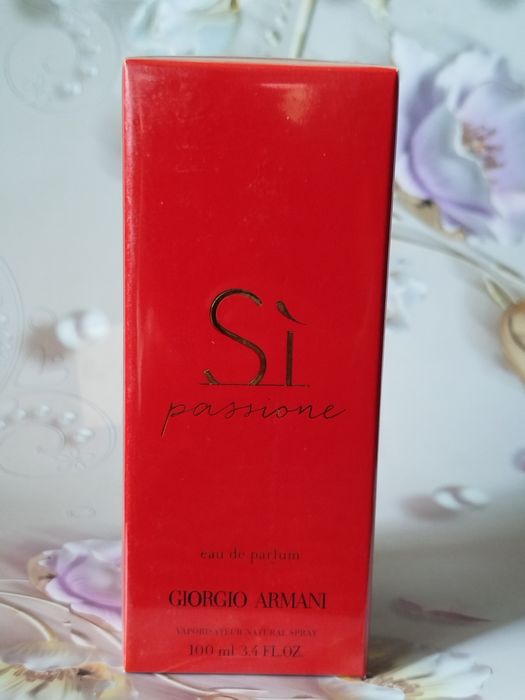 Sì
passione
eau de parfum
GIORGIO ARMANI
VAPORISATEUR NATURAL SPRAY
100 ml 3.4 FL.OZ.